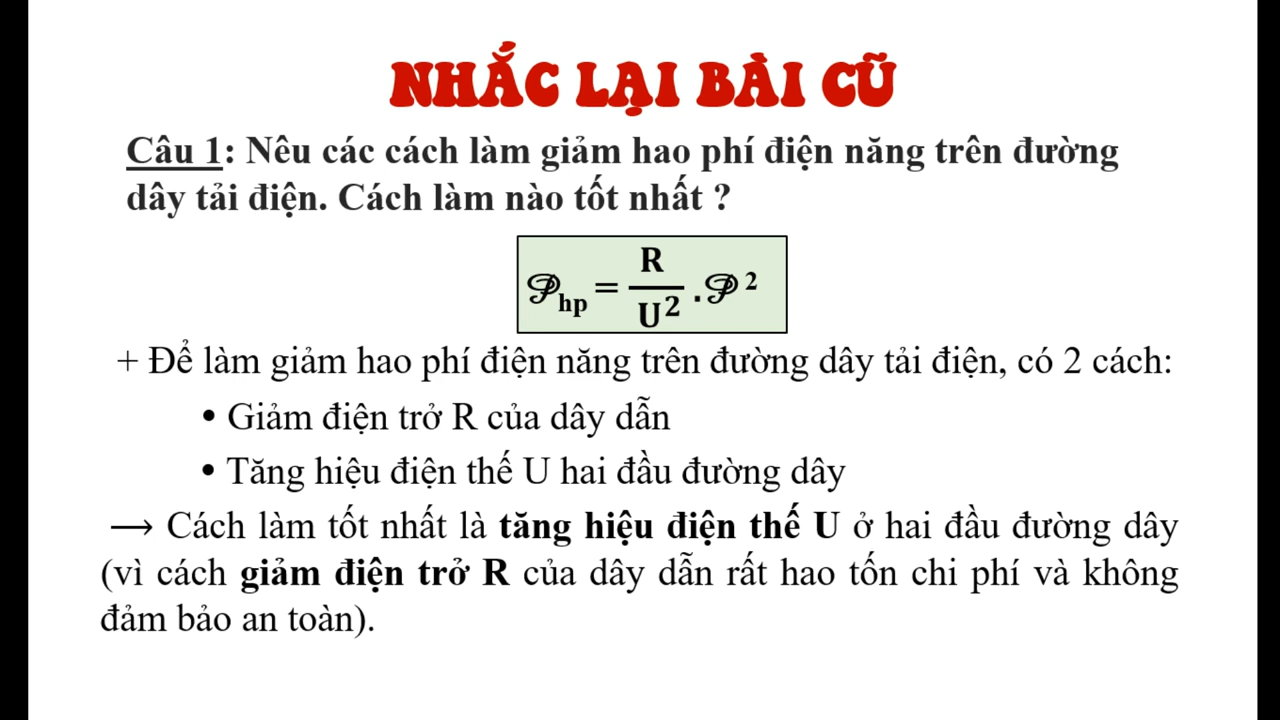 NHẮC LẠI BÀI CŨ
Câu 1: Nêu các cách làm giảm hao phí điện năng trên đường
dây tải điện. Cách làm nào tốt nhất ?
𝒫hp = R/U² .𝒫²
+ Để làm giảm hao phí điện năng trên đường dây tải điện, có 2 cách:
• Giảm điện trở R của dây dẫn
• Tăng hiệu điện thế U hai đầu đường dây
⟶ Cách làm tốt nhất là tăng hiệu điện thế U ở hai đầu đường dây
(vì cách giảm điện trở R của dây dẫn rất hao tốn chi phí và không
đảm bảo an toàn).